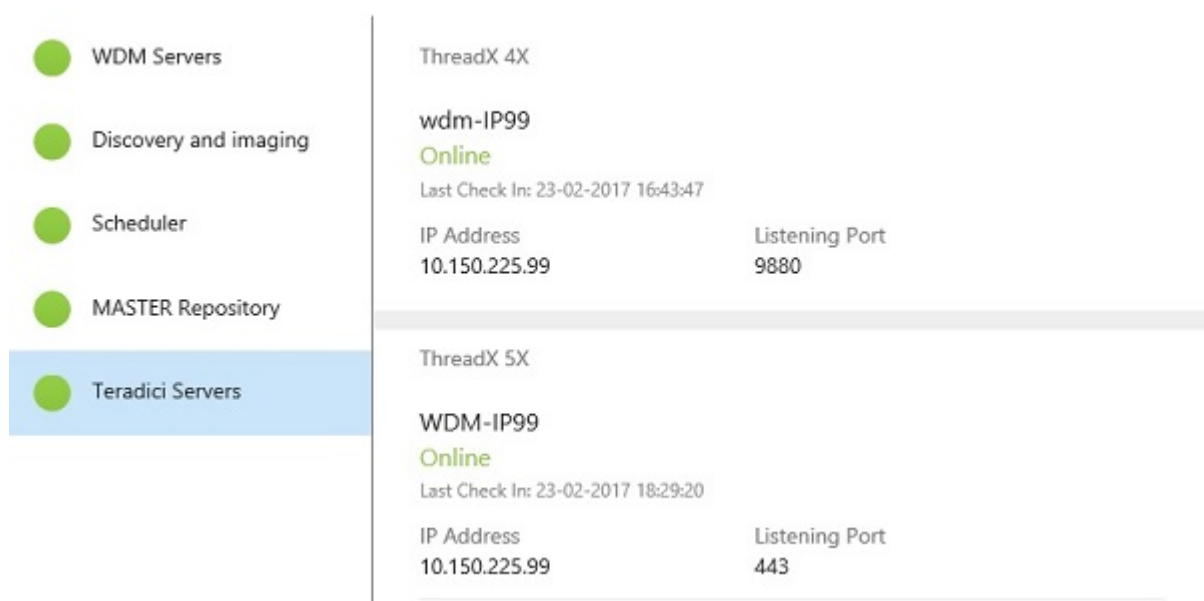 WDM Servers
Discovery and imaging
Scheduler
MASTER Repository
Teradici Servers
ThreadX 4X
wdm-IP99
Online
Last Check In: 23-02-2017 16:43:47
IP Address Listening Port
10.150.225.99 9880
ThreadX 5X
WDM-IP99
Online
Last Check In: 23-02-2017 18:29:20
IP Address Listening Port
10.150.225.99 443